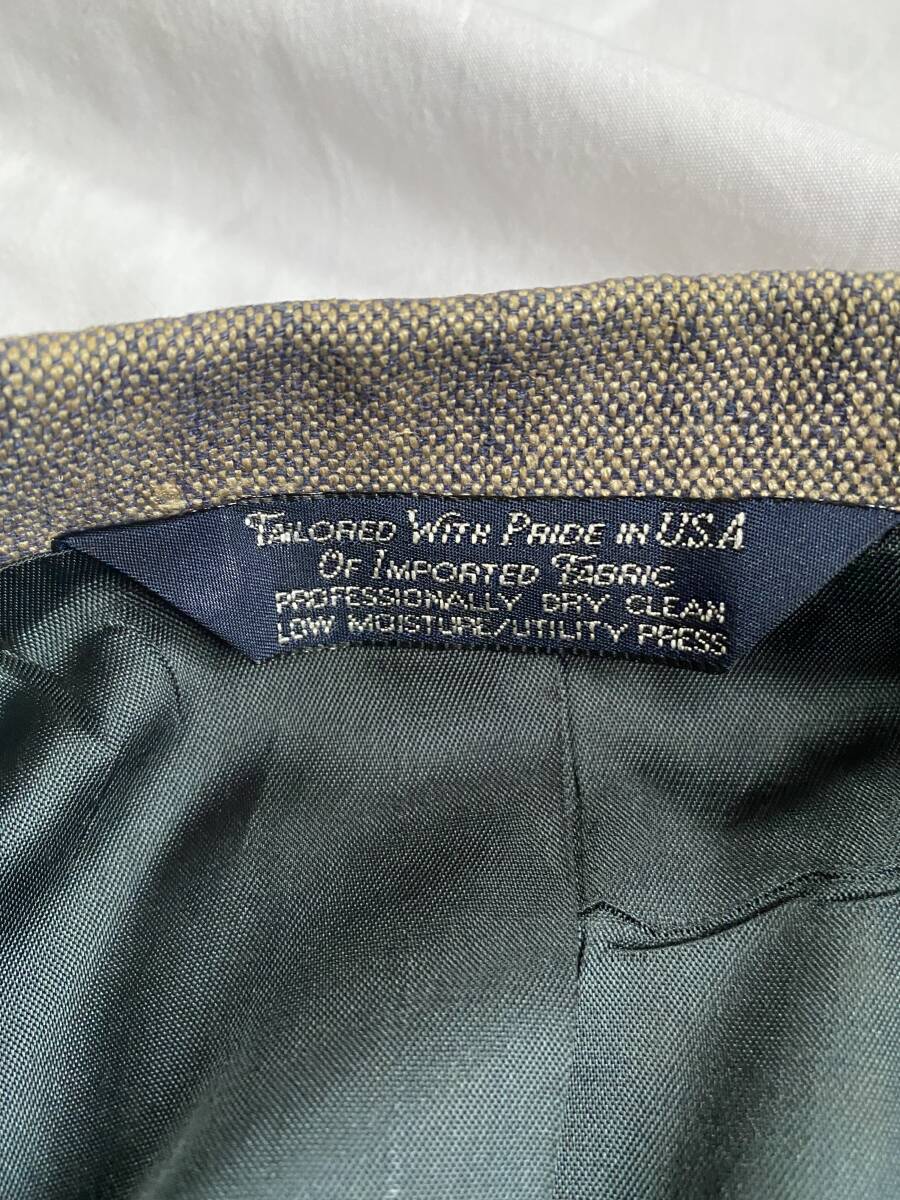 Tailored With Pride in U.S.A
Of Imported Fabric
PROFESSIONALLY DRY CLEAN
LOW MOISTURE/UTILITY PRESS